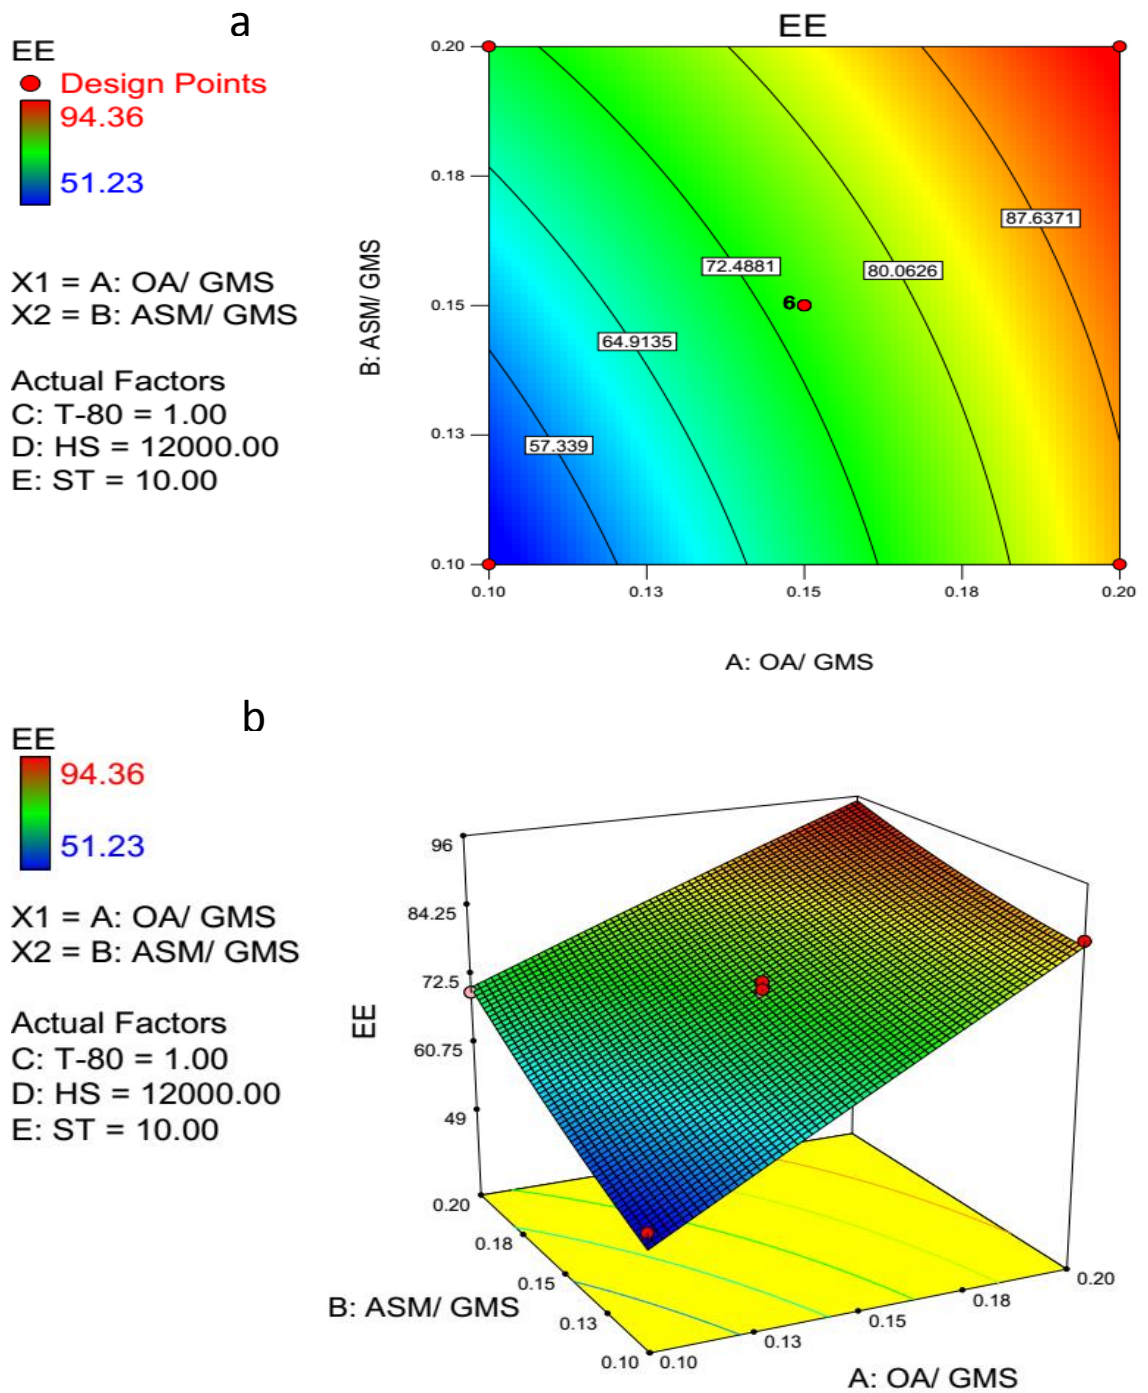 a
EE
EE
Design Points
94.36
51.23
X1 = A: OA/ GMS
X2 = B: ASM/ GMS
Actual Factors
C: T-80 = 1.00
D: HS = 12000.00
E: ST = 10.00
B: ASM/ GMS
0.20
0.18
0.15
0.13
0.10
87.6371
72.4881
80.0626
6
64.9135
57.339
0.10
0.13
0.15
0.18
0.20
A: OA/ GMS
b
EE
94.36
51.23
X1 = A: OA/ GMS
X2 = B: ASM/ GMS
Actual Factors
C: T-80 = 1.00
D: HS = 12000.00
E: ST = 10.00
EE
96
84.25
72.5
60.75
49
0.20
0.18
0.15
0.13
0.10
B: ASM/ GMS
0.10
0.13
0.15
0.18
0.20
A: OA/ GMS